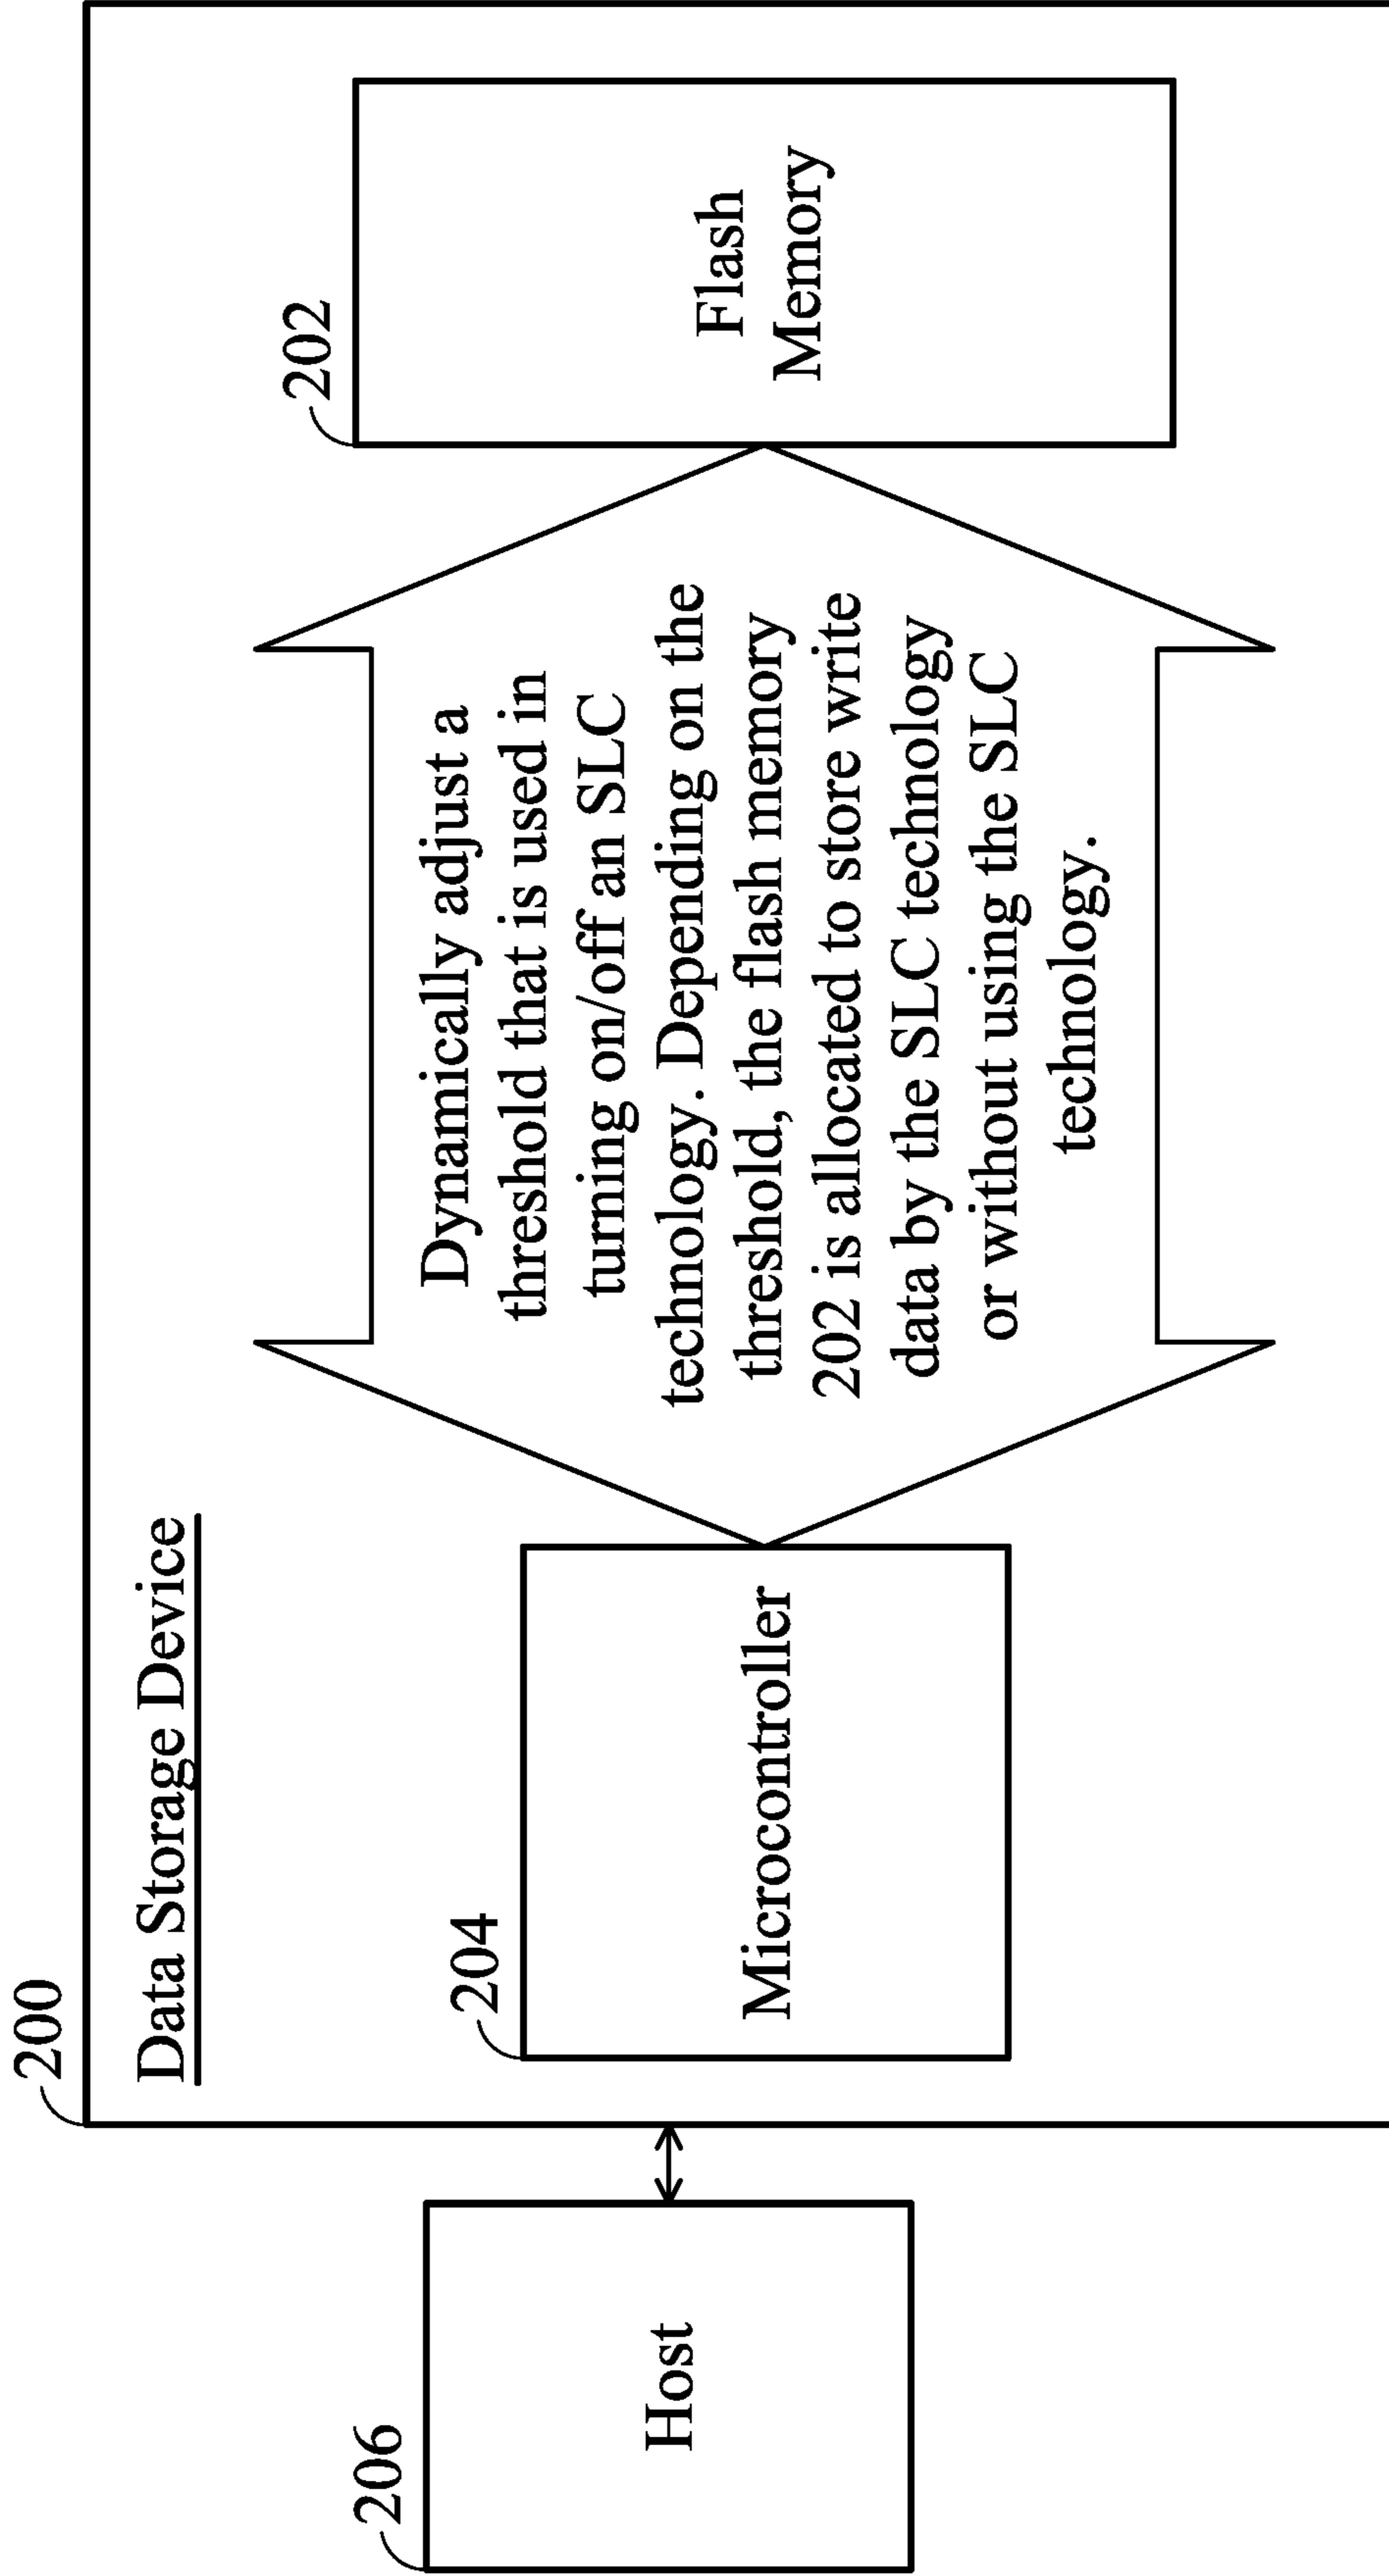 200
Data Storage Device
206
Host
204
Microcontroller
Dynamically adjust a
threshold that is used in
turning on/off an SLC
technology. Depending on the
threshold, the flash memory
202 is allocated to store write
data by the SLC technology
or without using the SLC
technology.
202
Flash
Memory